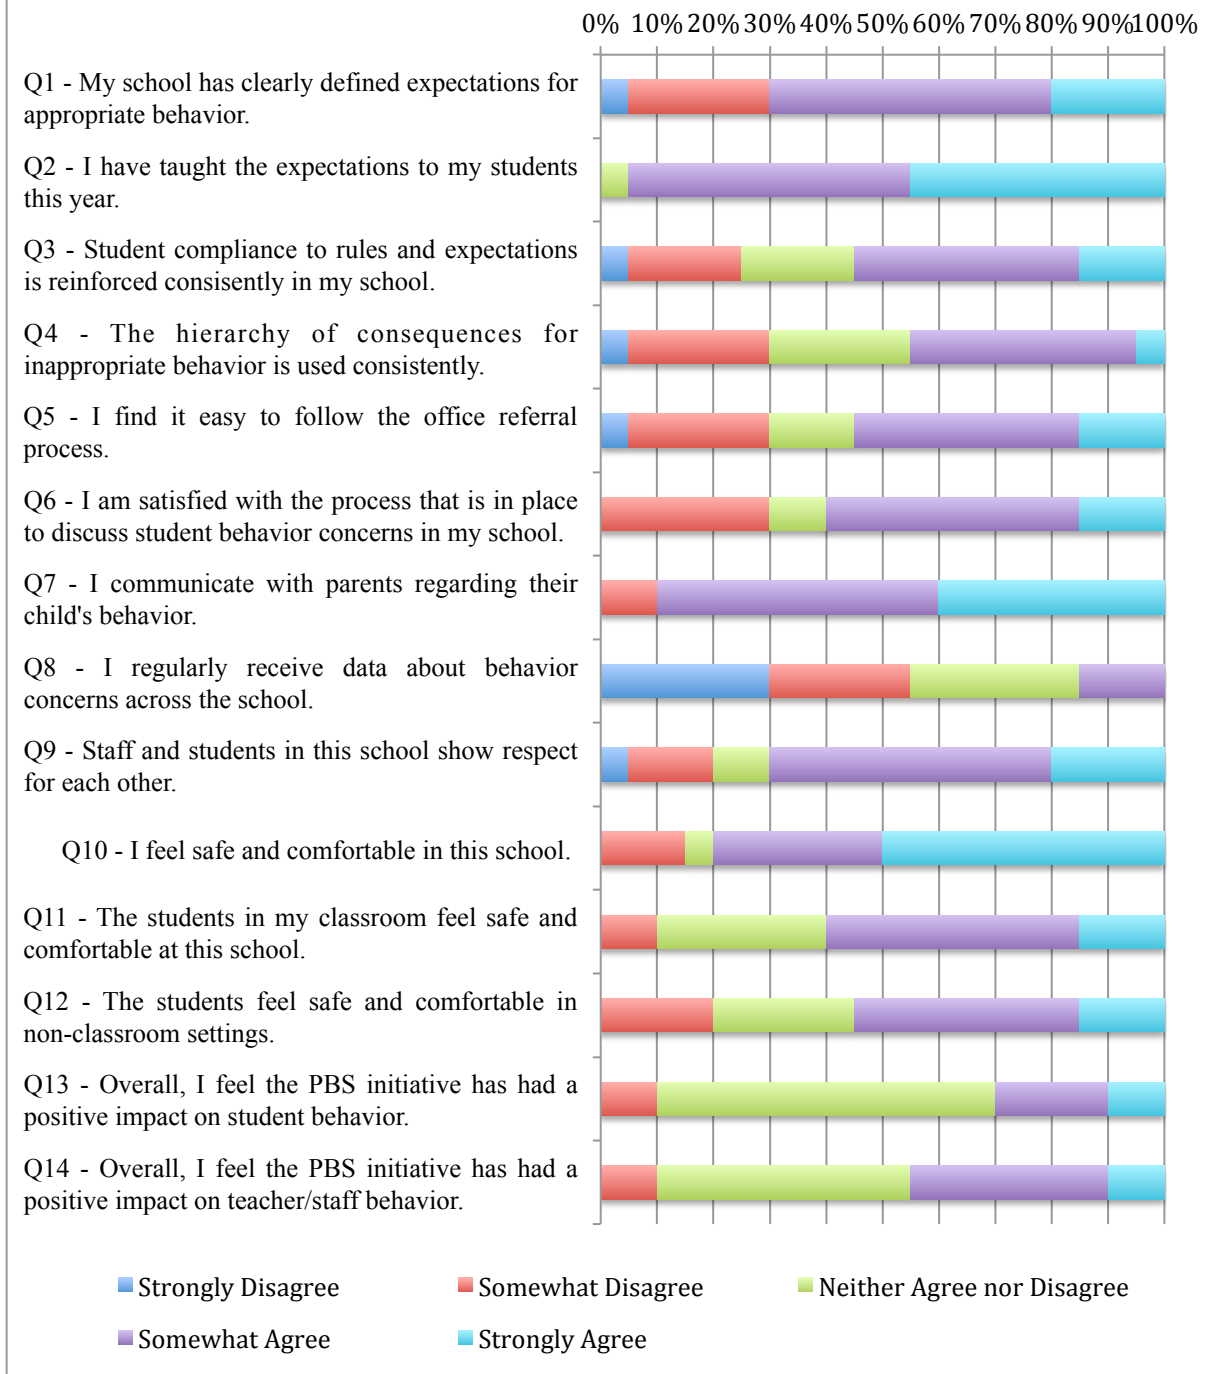 0% 10% 20% 30% 40% 50% 60% 70% 80% 90% 100%
Q1 - My school has clearly defined expectations for
appropriate behavior.
Q2 - I have taught the expectations to my students
this year.
Q3 - Student compliance to rules and expectations
is reinforced consisently in my school.
Q4 - The hierarchy of consequences for
inappropriate behavior is used consistently.
Q5 - I find it easy to follow the office referral
process.
Q6 - I am satisfied with the process that is in place
to discuss student behavior concerns in my school.
Q7 - I communicate with parents regarding their
child's behavior.
Q8 - I regularly receive data about behavior
concerns across the school.
Q9 - Staff and students in this school show respect
for each other.
Q10 - I feel safe and comfortable in this school.
Q11 - The students in my classroom feel safe and
comfortable at this school.
Q12 - The students feel safe and comfortable in
non-classroom settings.
Q13 - Overall, I feel the PBS initiative has had a
positive impact on student behavior.
Q14 - Overall, I feel the PBS initiative has had a
positive impact on teacher/staff behavior.
Strongly Disagree Somewhat Disagree Neither Agree nor Disagree
Somewhat Agree Strongly Agree